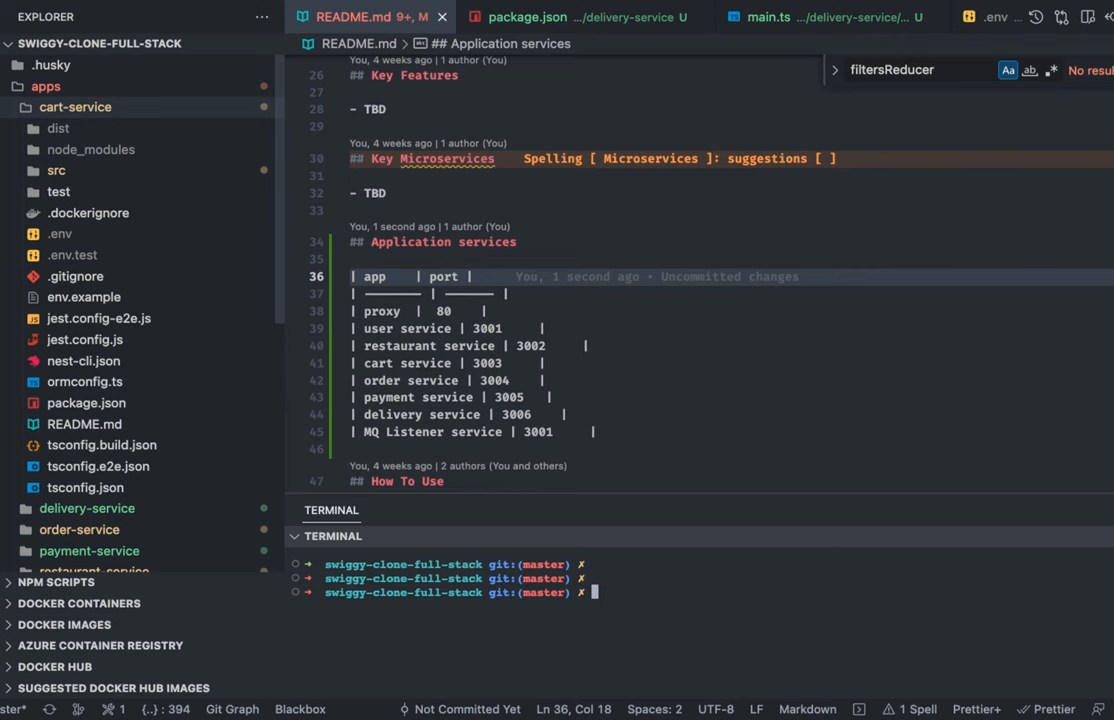 EXPLORER ...
README.md 9+, M
package.json .../delivery-service U
main.ts .../delivery-service/... U
.env ...
SWIGGY-CLONE-FULL-STACK
README.md > ## Application services
filtersReducer Aa ab .* No resu
.husky
apps
cart-service
dist
node_modules
src
test
.dockerignore
.env
.env.test
.gitignore
env.example
jest.config-e2e.js
jest.config.js
nest-cli.json
ormconfig.ts
package.json
README.md
tsconfig.build.json
tsconfig.e2e.json
tsconfig.json
delivery-service
order-service
payment-service
restaurant-service
NPM SCRIPTS
DOCKER CONTAINERS
DOCKER IMAGES
AZURE CONTAINER REGISTRY
DOCKER HUB
SUGGESTED DOCKER HUB IMAGES
You, 4 weeks ago | 1 author (You)
26 ## Key Features
27
28 - TBD
29
You, 4 weeks ago | 1 author (You)
30 ## Key Microservices Spelling [ Microservices ]: suggestions [ ]
31
32 - TBD
33
You, 1 second ago | 1 author (You)
34 ## Application services
35
36 | app | port | You, 1 second ago • Uncommitted changes
37 | ------- | ------ |
38 | proxy | 80 |
39 | user service | 3001 |
40 | restaurant service | 3002 |
41 | cart service | 3003 |
42 | order service | 3004 |
43 | payment service | 3005 |
44 | delivery service | 3006 |
45 | MQ Listener service | 3001 |
46
You, 4 weeks ago | 2 authors (You and others)
47 ## How To Use
TERMINAL
TERMINAL
swiggy-clone-full-stack git:(master) ✗
swiggy-clone-full-stack git:(master) ✗
swiggy-clone-full-stack git:(master) ✗
ster* 1 {..} : 394 Git Graph Blackbox Not Committed Yet Ln 36, Col 18 Spaces: 2 UTF-8 LF Markdown 1 Spell Prettier+ Prettier